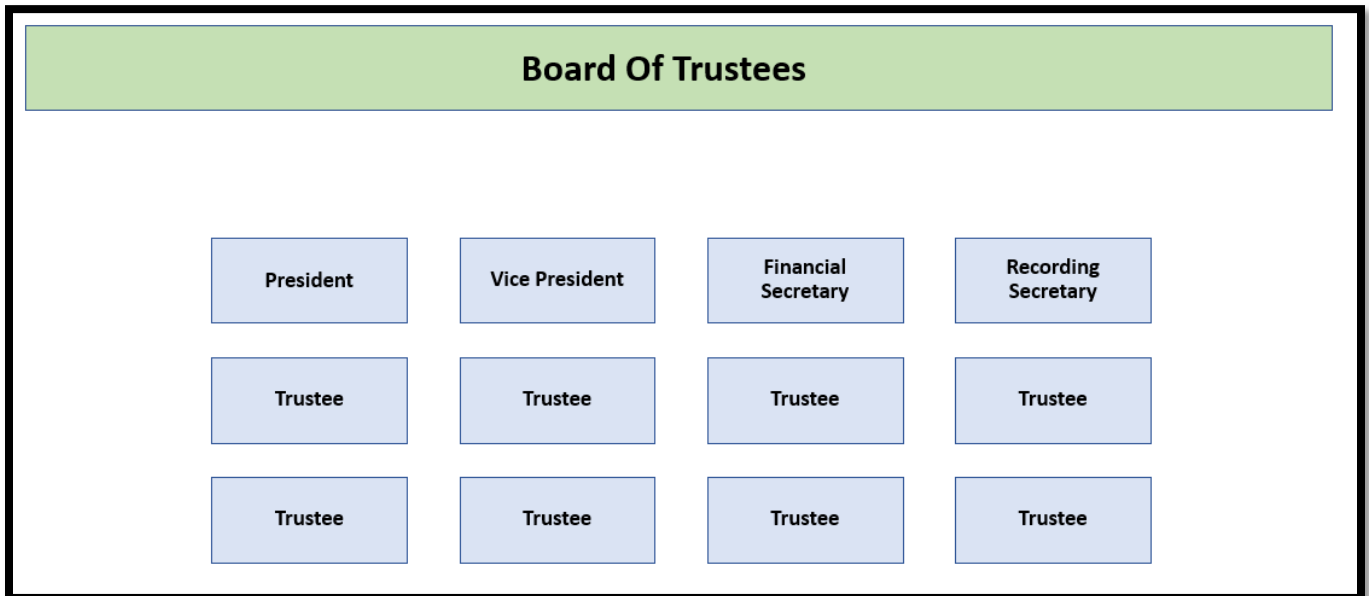 Board Of Trustees
President
Vice President
Financial
Secretary
Recording
Secretary
Trustee
Trustee
Trustee
Trustee
Trustee
Trustee
Trustee
Trustee